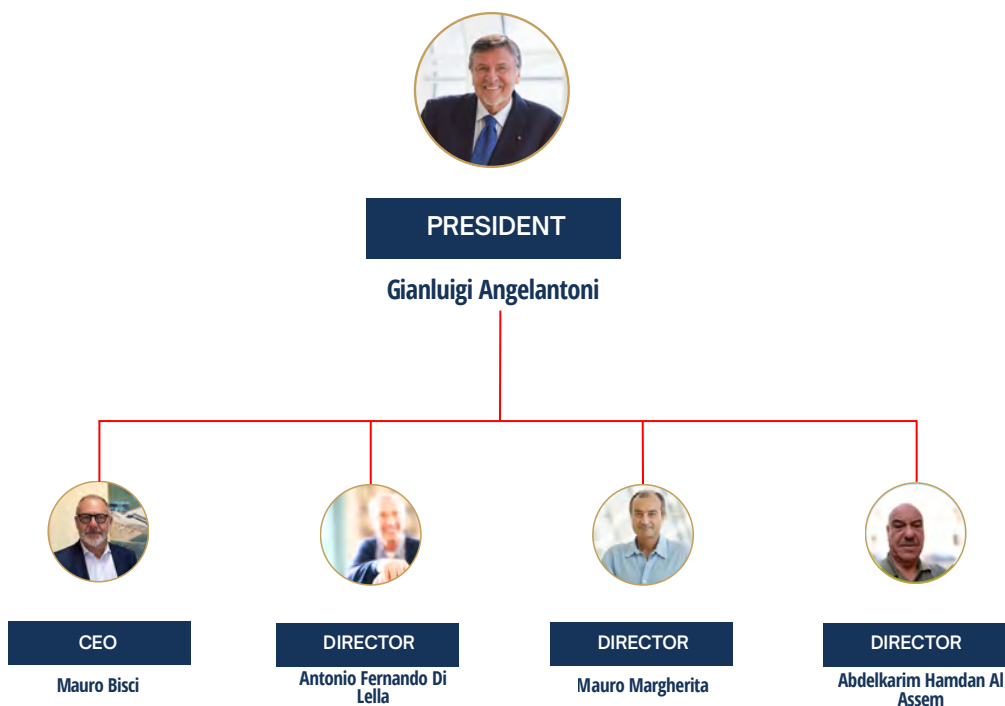 PRESIDENT
Gianluigi Angelantoni
CEO
Mauro Bisci
DIRECTOR
Antonio Fernando Di
Lella
DIRECTOR
Mauro Margherita
DIRECTOR
Abdelkarim Hamdan Al
Assem